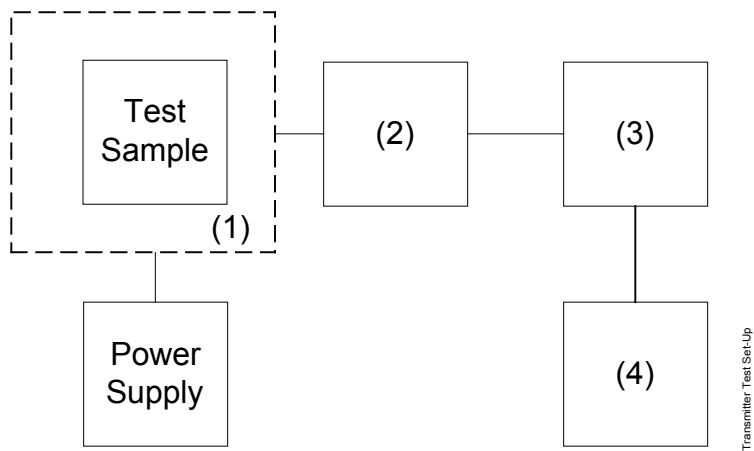 Test
Sample
(1)
(2)
(3)
Power
Supply
(4)
Transmitter Test Set-Up